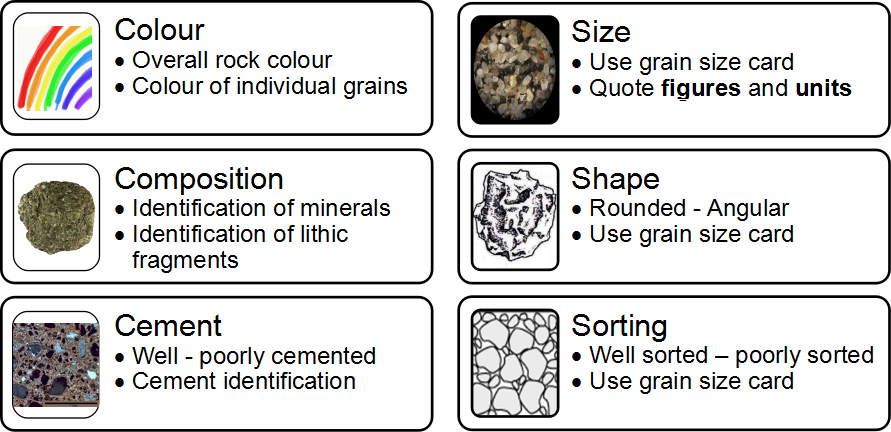 Colour
• Overall rock colour
• Colour of individual grains
Size
• Use grain size card
• Quote figures and units
Composition
• Identification of minerals
• Identification of lithic
fragments
Shape
• Rounded - Angular
• Use grain size card
Cement
• Well - poorly cemented
• Cement identification
Sorting
• Well sorted – poorly sorted
• Use grain size card